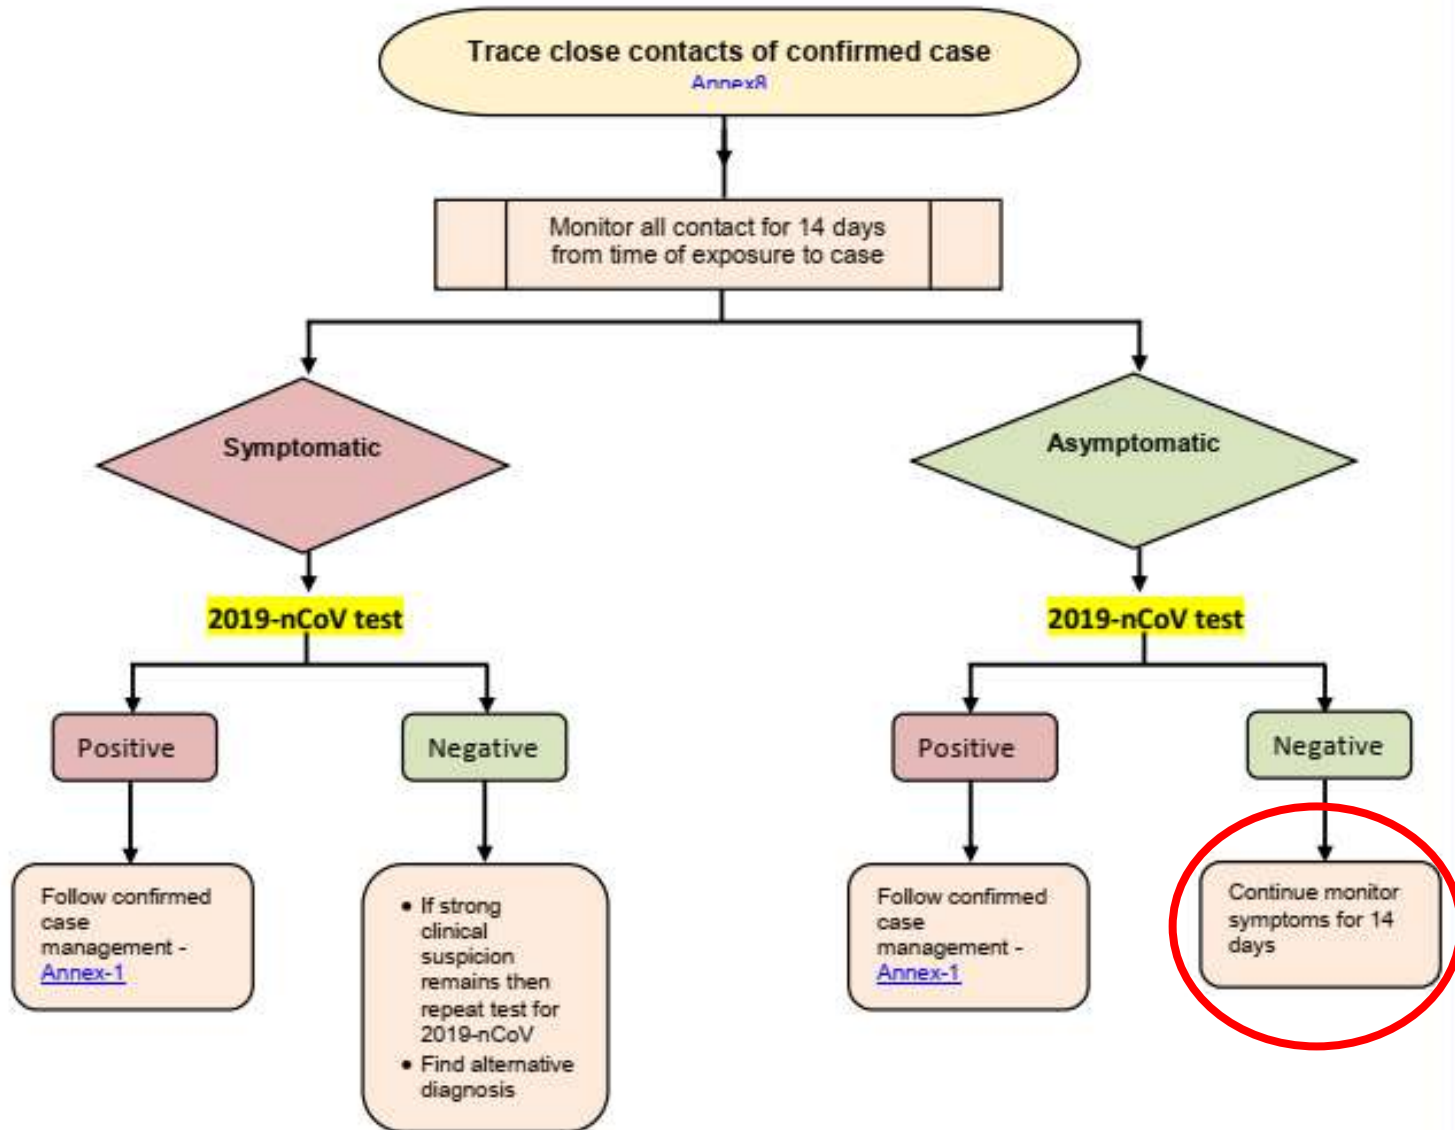 Trace close contacts of confirmed case
Annex8
Monitor all contact for 14 days
from time of exposure to case
Symptomatic
Asymptomatic
2019-nCoV test
2019-nCoV test
Positive
Negative
Positive
Negative
Follow confirmed
case
management -
Annex-1
• If strong
clinical
suspicion
remains then
repeat test for
2019-nCoV
• Find alternative
diagnosis
Follow confirmed
case
management -
Annex-1
Continue monitor
symptoms for 14
days